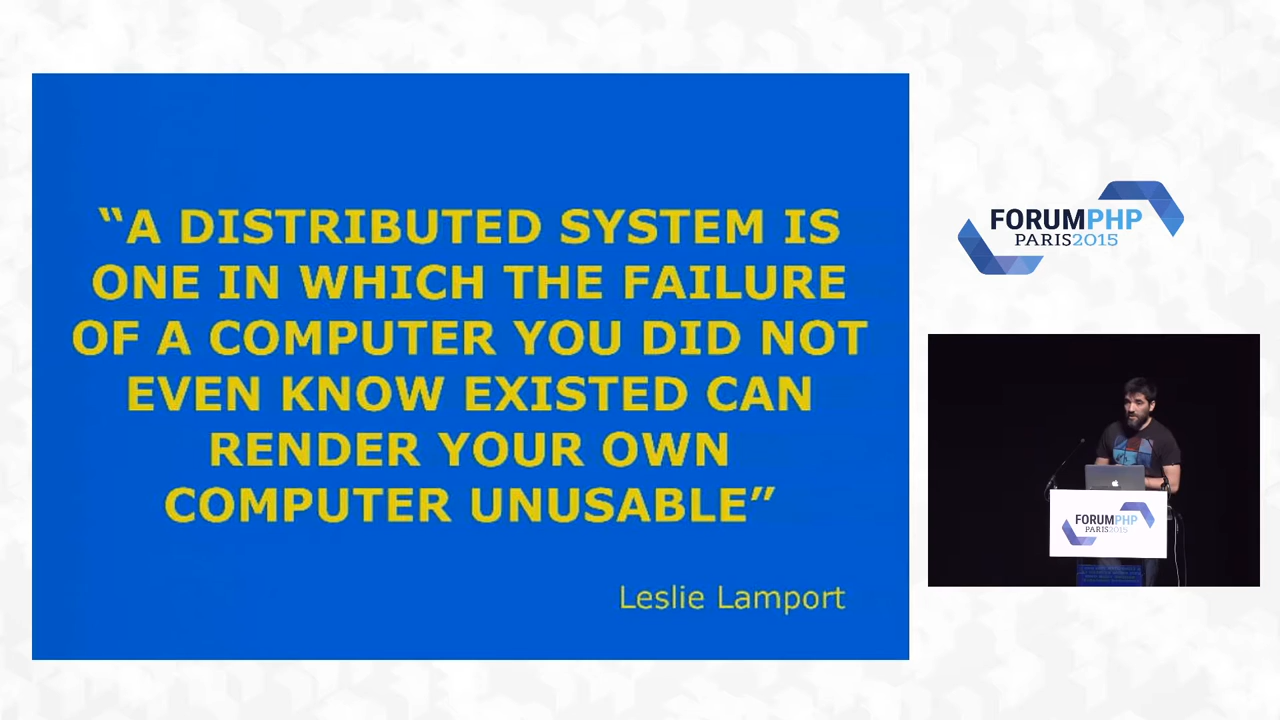 “A DISTRIBUTED SYSTEM IS
ONE IN WHICH THE FAILURE
OF A COMPUTER YOU DID NOT
EVEN KNOW EXISTED CAN
RENDER YOUR OWN
COMPUTER UNUSABLE”
Leslie Lamport
FORUMPHP
PARIS2015
FORUMPHP
PARIS2015